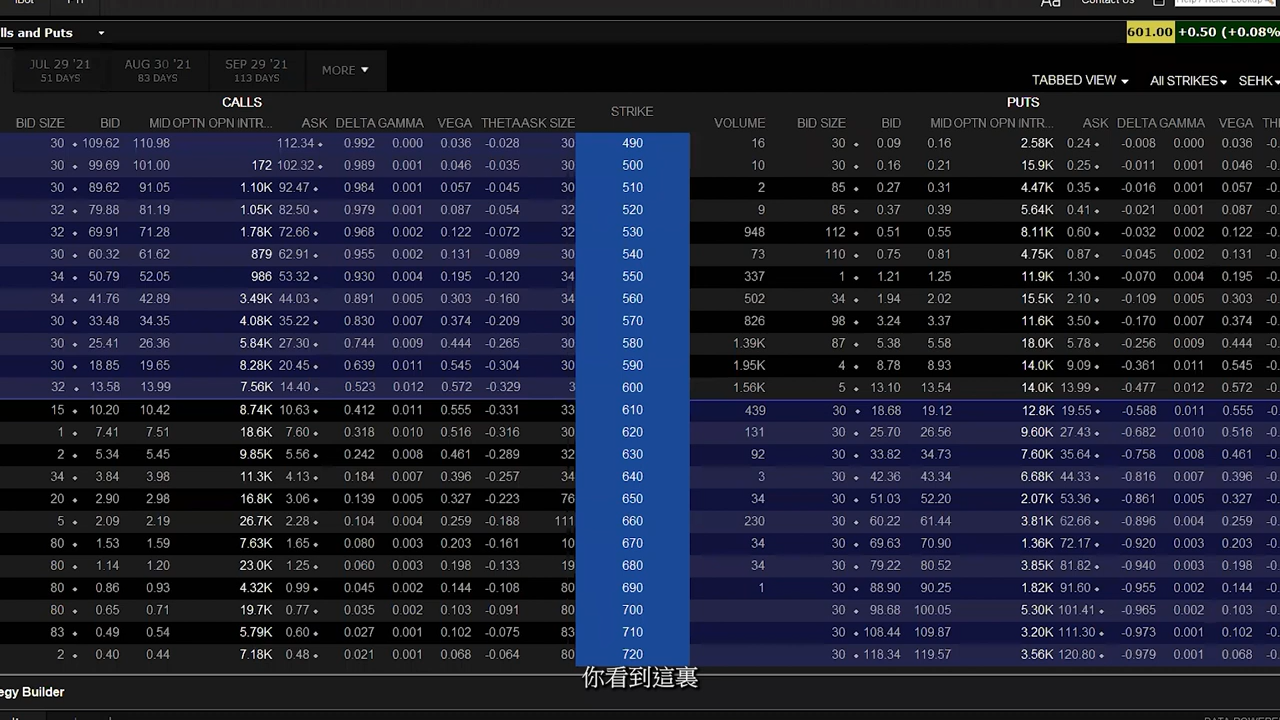 Contact Us
lls and Puts
601.00 +0.50 (+0.08%
JUL 29 '21 AUG 30 '21 SEP 29 '21 MORE
51 DAYS 83 DAYS 113 DAYS
TABBED VIEW All STRIKES SEHK
CALLS STRIKE PUTS
BID SIZE BID MID OPTN OPN INTR... ASK DELTA GAMMA VEGA THETA ASK SIZE VOLUME BID SIZE BID MID OPTN OPN INTR... ASK DELTA GAMMA VEGA
30 109.62 110.98 112.34 0.992 0.000 0.036 -0.028 30 490 16 30 0.09 0.16 2.58K 0.24 -0.008 0.000 0.036
30 99.69 101.00 172 102.32 0.989 0.001 0.046 -0.035 30 500 10 30 0.16 0.21 15.9K 0.25 -0.011 0.001 0.046
30 89.62 91.05 1.10K 92.47 0.984 0.001 0.057 -0.045 30 510 2 85 0.27 0.31 4.47K 0.35 -0.016 0.001 0.057
32 79.88 81.19 1.05K 82.50 0.979 0.001 0.087 -0.054 32 520 9 85 0.37 0.39 5.64K 0.41 -0.021 0.001 0.087
32 69.91 71.28 1.78K 72.66 0.968 0.002 0.122 -0.072 32 530 948 112 0.51 0.55 8.11K 0.60 -0.032 0.002 0.122
30 60.32 61.62 879 62.91 0.955 0.002 0.131 -0.089 30 540 73 110 0.75 0.81 4.75K 0.87 -0.045 0.002 0.131
34 50.79 52.05 986 53.32 0.930 0.004 0.195 -0.120 34 550 337 1 1.21 1.25 11.9K 1.30 -0.070 0.004 0.195
34 41.76 42.89 3.49K 44.03 0.891 0.005 0.303 -0.160 34 560 502 34 1.94 2.02 15.5K 2.10 -0.109 0.005 0.303
30 33.48 34.35 4.08K 35.22 0.830 0.007 0.374 -0.209 30 570 826 98 3.24 3.37 11.6K 3.50 -0.170 0.007 0.374
30 25.41 26.36 5.84K 27.30 0.744 0.009 0.444 -0.265 30 580 1.39K 87 5.38 5.58 18.0K 5.78 -0.256 0.009 0.444
30 18.85 19.65 8.28K 20.45 0.639 0.011 0.545 -0.304 30 590 1.95K 4 8.78 8.93 14.0K 9.09 -0.361 0.011 0.545
32 13.58 13.99 7.56K 14.40 0.523 0.012 0.572 -0.329 3 600 1.56K 5 13.10 13.54 14.0K 13.99 -0.477 0.012 0.572
15 10.20 10.42 8.74K 10.63 0.412 0.011 0.555 -0.331 33 610 439 30 18.68 19.12 12.8K 19.55 -0.588 0.011 0.555
1 7.41 7.51 18.6K 7.60 0.318 0.010 0.516 -0.316 30 620 131 30 25.70 26.56 9.60K 27.43 -0.682 0.010 0.516
2 5.34 5.45 9.85K 5.56 0.242 0.008 0.461 -0.289 32 630 92 30 33.82 34.73 7.60K 35.64 -0.758 0.008 0.461
34 3.84 3.98 11.3K 4.13 0.184 0.007 0.396 -0.257 34 640 3 30 42.36 43.34 6.68K 44.33 -0.816 0.007 0.396
20 2.90 2.98 16.8K 3.06 0.139 0.005 0.327 -0.223 76 650 34 30 51.03 52.20 2.07K 53.36 -0.861 0.005 0.327
5 2.09 2.19 26.7K 2.28 0.104 0.004 0.259 -0.188 111 660 230 30 60.22 61.44 3.81K 62.66 -0.896 0.004 0.259
80 1.53 1.59 7.63K 1.65 0.080 0.003 0.203 -0.161 10 670 34 30 69.63 70.90 1.36K 72.17 -0.920 0.003 0.203
80 1.14 1.20 23.0K 1.25 0.060 0.003 0.198 -0.133 19 680 34 30 79.22 80.52 3.85K 81.82 -0.940 0.003 0.198
80 0.86 0.93 4.32K 0.99 0.045 0.002 0.144 -0.108 80 690 1 30 88.90 90.25 1.82K 91.60 -0.955 0.002 0.144
80 0.65 0.71 19.7K 0.77 0.035 0.002 0.103 -0.091 80 700 30 98.68 100.05 5.30K 101.41 -0.965 0.002 0.103
83 0.49 0.54 5.79K 0.60 0.027 0.001 0.102 -0.075 83 710 30 108.44 109.87 3.20K 111.30 -0.973 0.001 0.102
2 0.40 0.44 7.18K 0.48 0.021 0.001 0.068 -0.064 80 720 30 118.34 119.57 3.56K 120.80 -0.979 0.001 0.068
你看到這裏
egy Builder